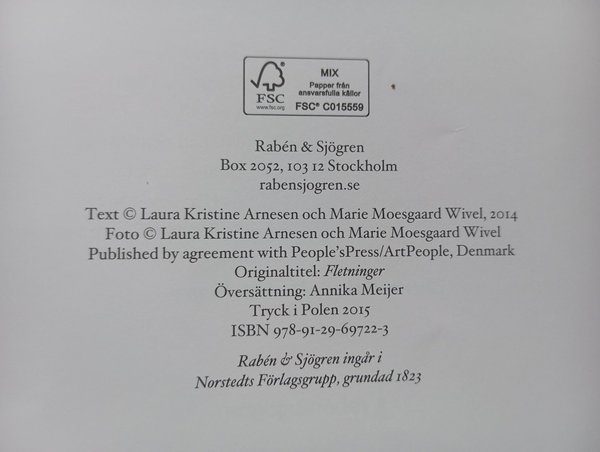 FSC
www.fsc.org
MIX
Papper från
ansvarsfulla källor
FSC® C015559
Rabén & Sjögren
Box 2052, 103 12 Stockholm
rabensjogren.se
Text © Laura Kristine Arnesen och Marie Moesgaard Wivel, 2014
Foto © Laura Kristine Arnesen och Marie Moesgaard Wivel
Published by agreement with People'sPress/ArtPeople, Denmark
Originaltitel: Fletninger
Översättning: Annika Meijer
Tryck i Polen 2015
ISBN 978-91-29-69722-3
Rabén & Sjögren ingår i
Norstedts Förlagsgrupp, grundad 1823